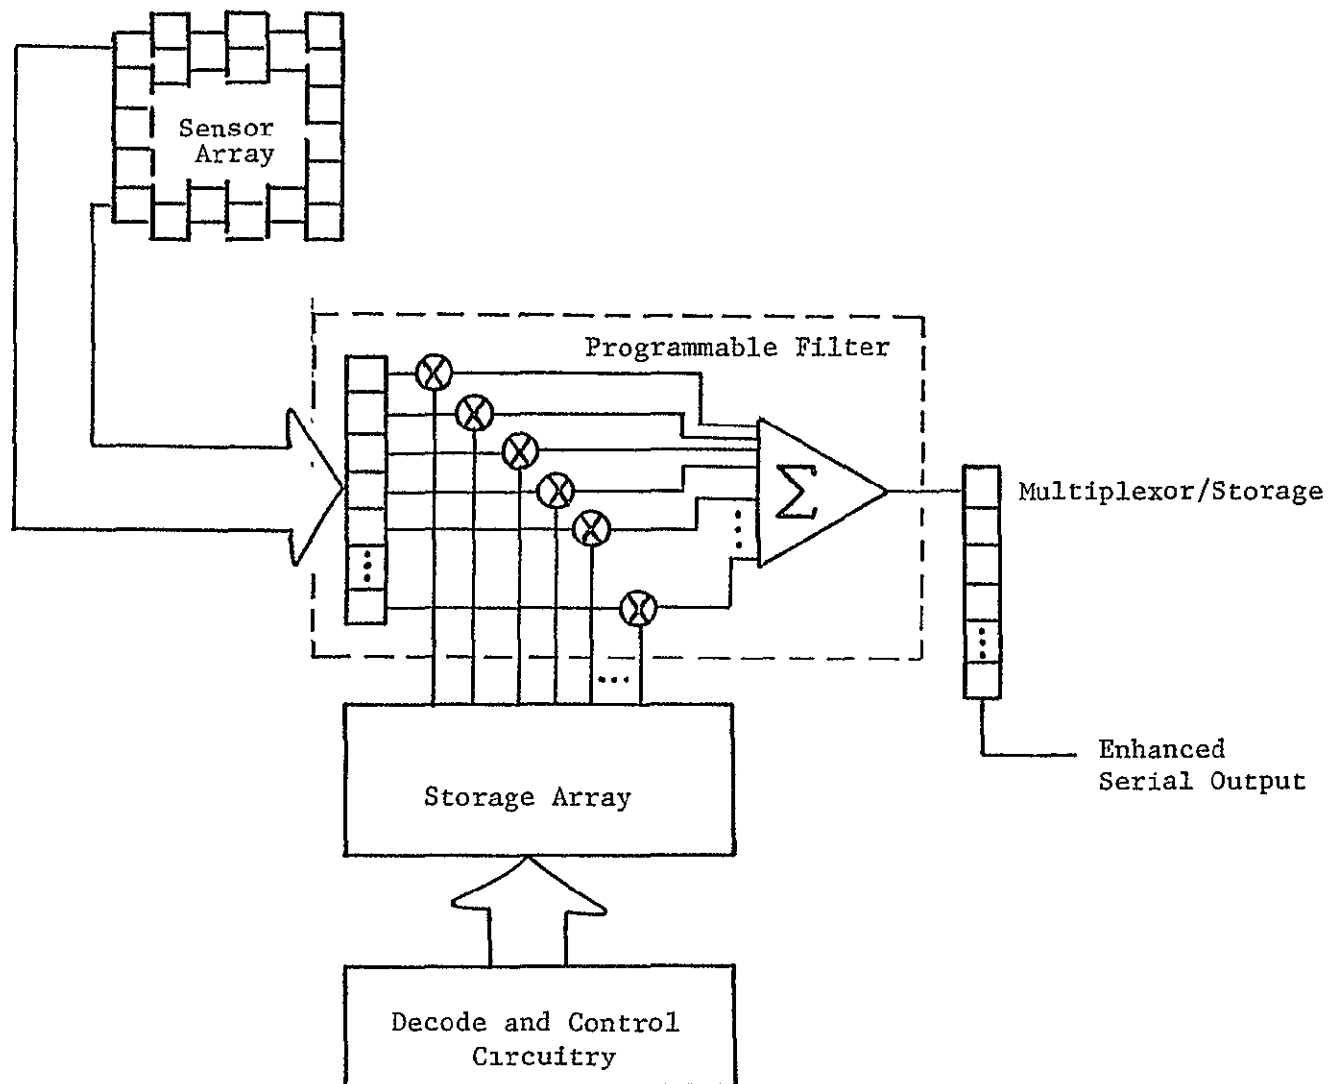 Sensor
Array
Programmable Filter
Σ
Multiplexor/Storage
Enhanced
Serial Output
Storage Array
Decode and Control
Circuitry